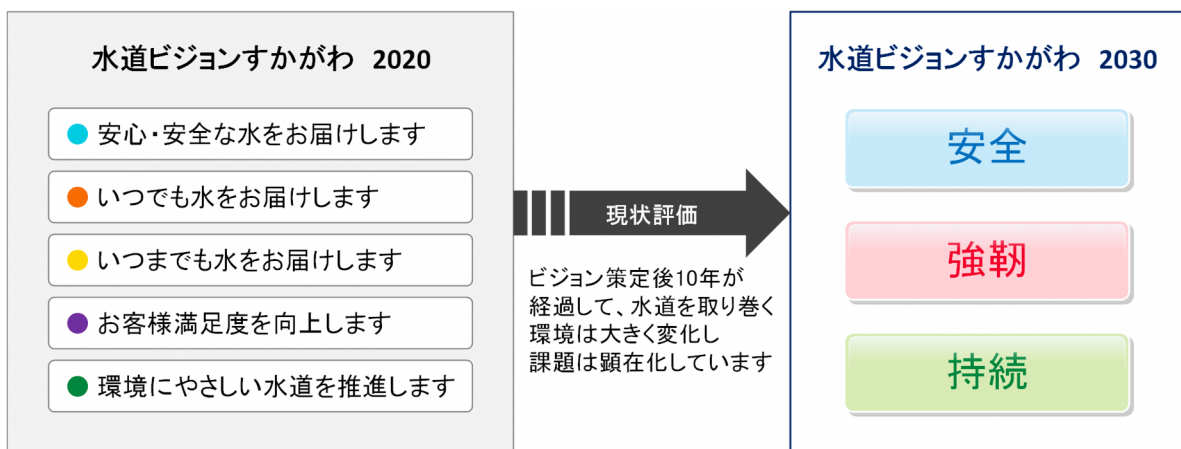 水道ビジョンすかがわ 2020
● 安心・安全な水をお届けします
● いつでも水をお届けします
● いつまでも水をお届けします
● お客様満足度を向上します
● 環境にやさしい水道を推進します
現状評価
ビジョン策定後10年が
経過して、水道を取り巻く
環境は大きく変化し
課題は顕在化しています
水道ビジョンすかがわ 2030
安全
強靭
持続